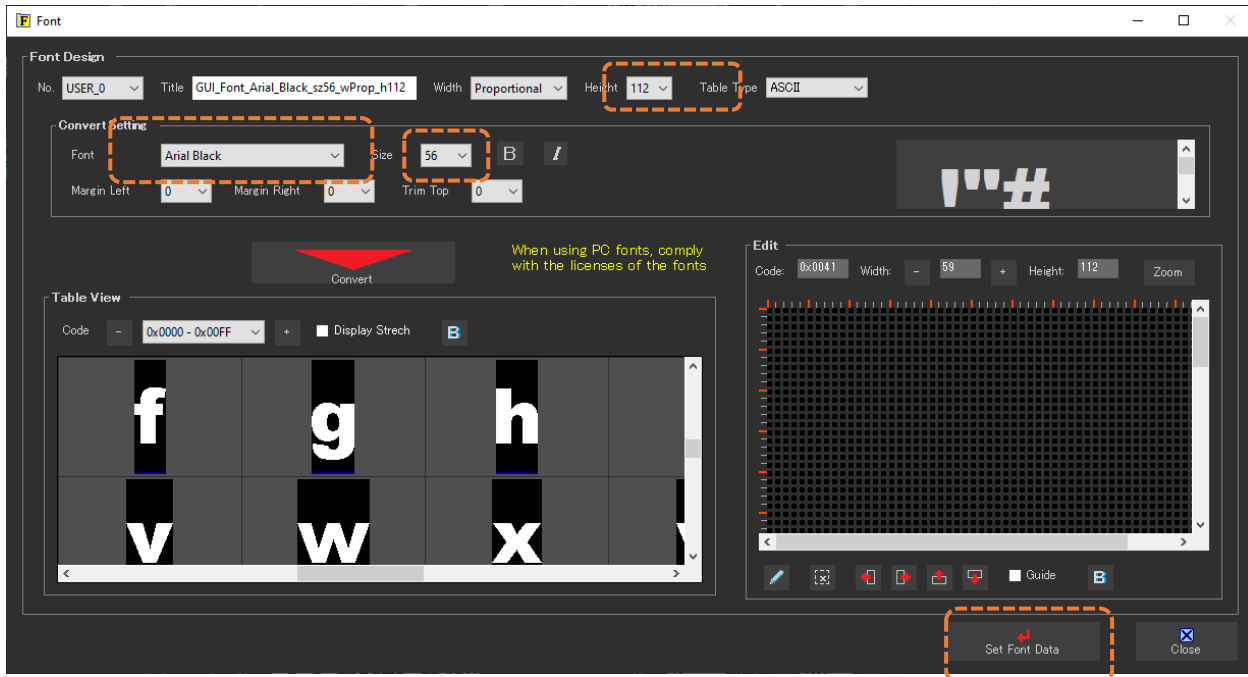 Font
Font Design
No. USER_0 Title GUI_Font_Arial_Black_sz56_wProp_h112 Width Proportional Height 112 Table Type ASCII
Convert Setting
Font Arial Black Size 56 B I
Margin Left 0 Margin Right 0 Trim Top 0
!"#
Convert
When using PC fonts, comply
with the licenses of the fonts
Table View
Code - 0x0000 - 0x00FF + Display Strech B
f g h
v w x
Edit
Code: 0x0041 Width: - 59 + Height: 112 Zoom
Guide B
Set Font Data
Close